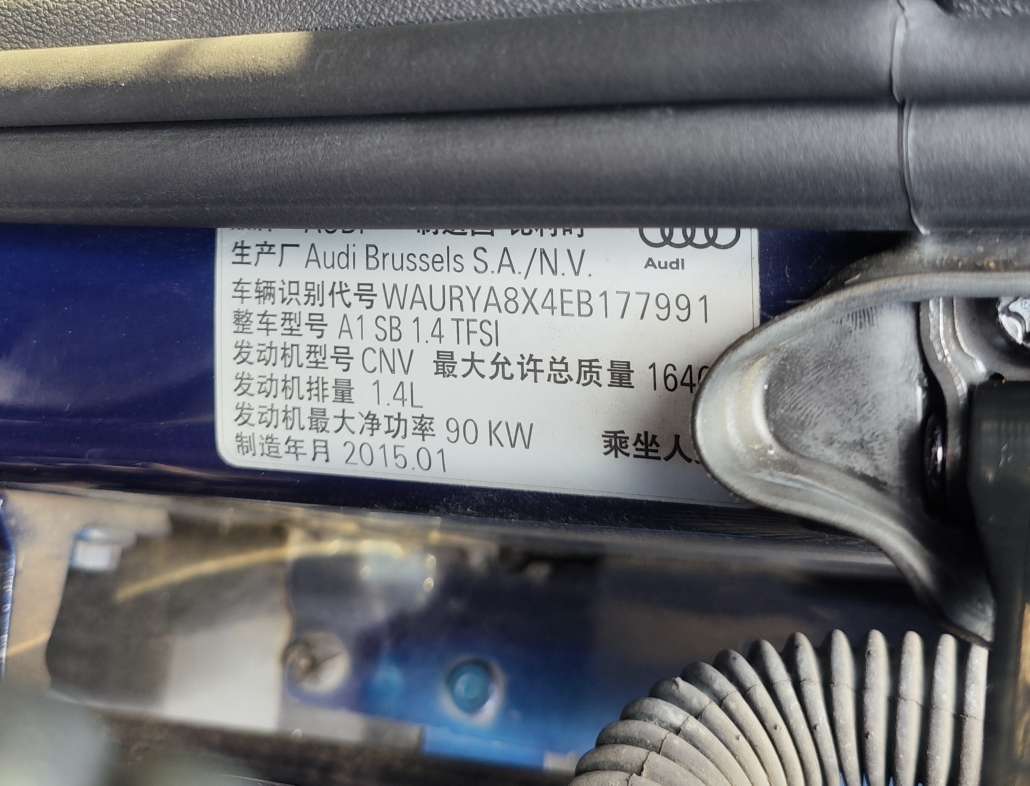 生产厂 Audi Brussels S.A./N.V.
Audi
车辆识别代号 WAURYA8X4EB177991
整车型号 A1 SB 1.4 TFSI
发动机型号 CNV 最大允许总质量 164
发动机排量 1.4L
发动机最大净功率 90 KW
乘坐人
制造年月 2015.01